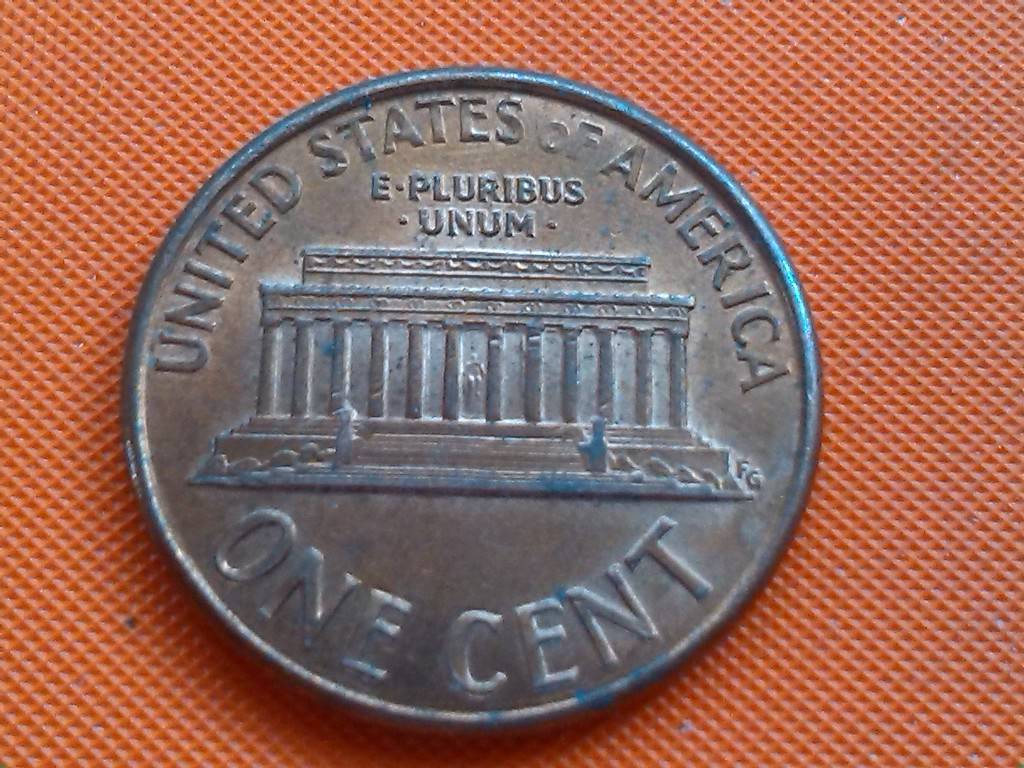 UNITED STATES OF AMERICA
E·PLURIBUS
·UNUM·
FG
ONE CENT